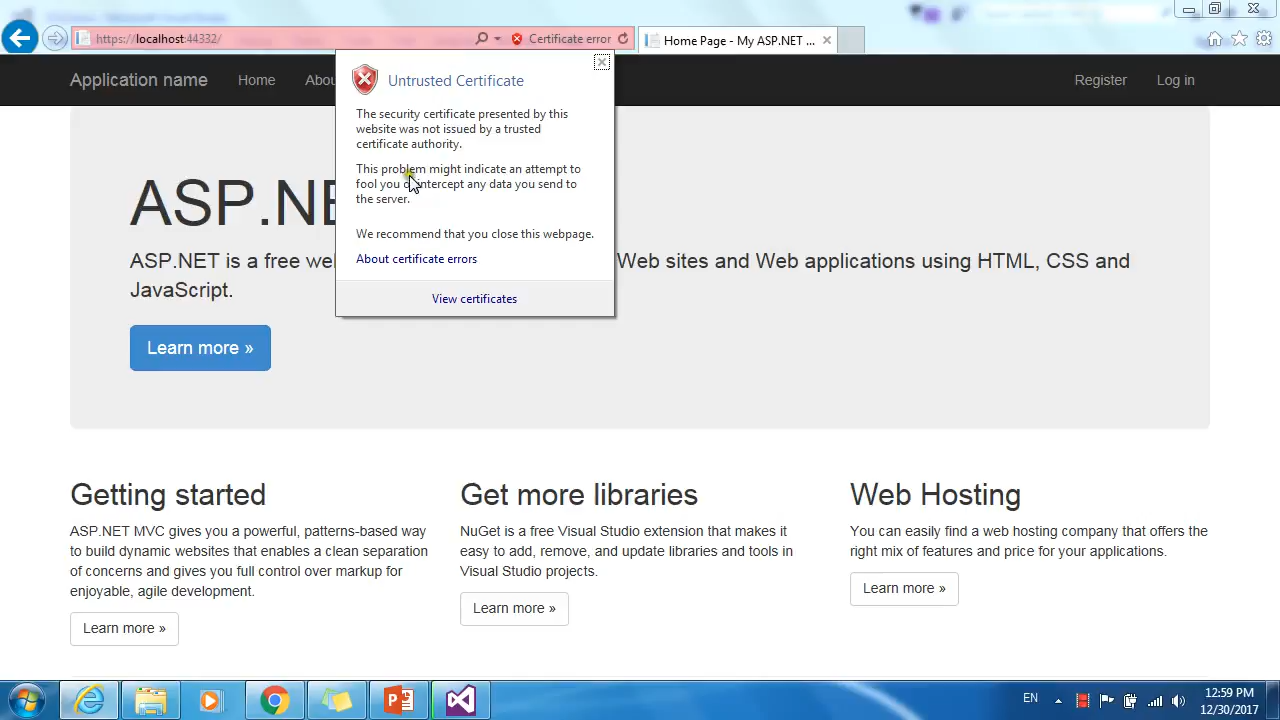 https://localhost:44332/
Certificate error
Home Page - My ASP.NET ...
Application name
Home
Abou
Register
Log in
Untrusted Certificate
The security certificate presented by this
website was not issued by a trusted
certificate authority.
This problem might indicate an attempt to
fool you o intercept any data you send to
the server.
We recommend that you close this webpage.
About certificate errors
View certificates
ASP.NE
ASP.NET is a free we
Web sites and Web applications using HTML, CSS and
JavaScript.
Learn more »
Getting started
ASP.NET MVC gives you a powerful, patterns-based way
to build dynamic websites that enables a clean separation
of concerns and gives you full control over markup for
enjoyable, agile development.
Learn more »
Get more libraries
NuGet is a free Visual Studio extension that makes it
easy to add, remove, and update libraries and tools in
Visual Studio projects.
Learn more »
Web Hosting
You can easily find a web hosting company that offers the
right mix of features and price for your applications.
Learn more »
EN
12:59 PM
12/30/2017